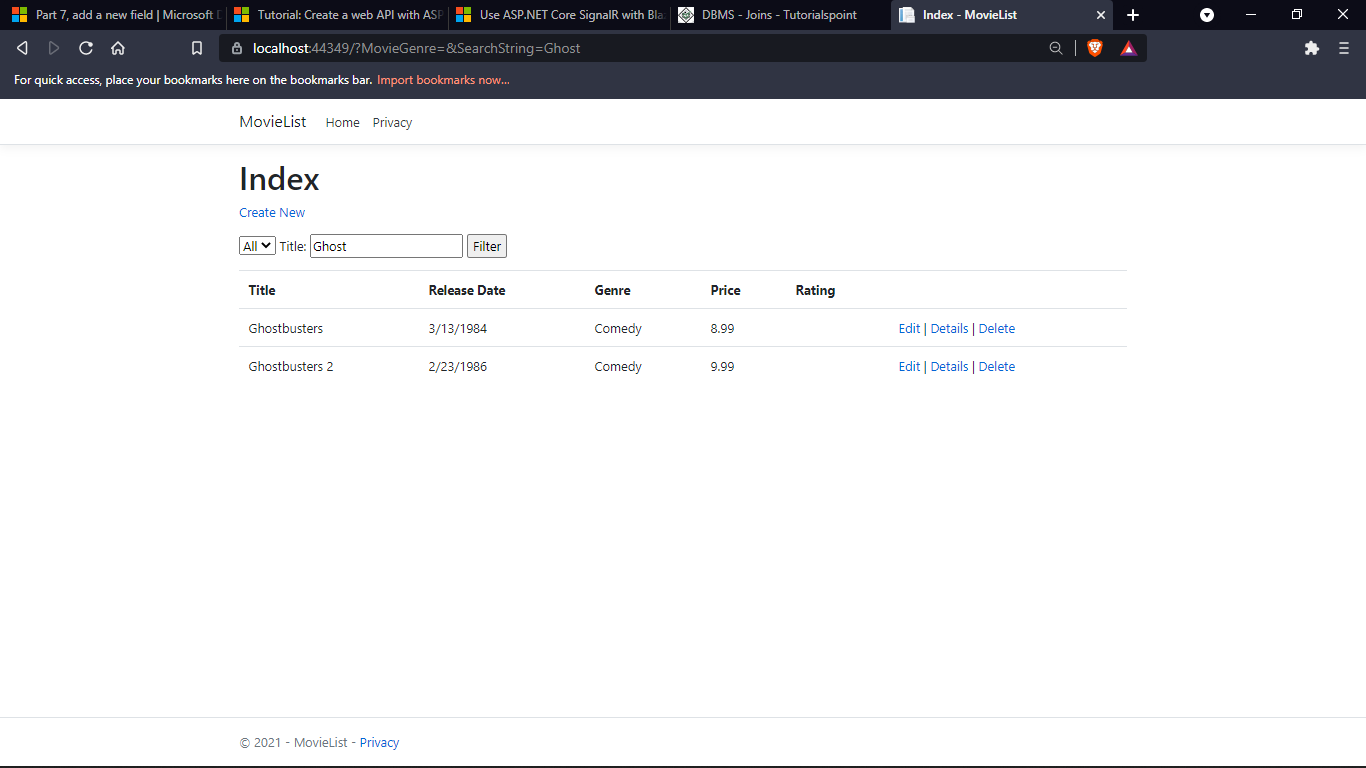 Part 7, add a new field | Microsoft D
Tutorial: Create a web API with ASP
Use ASP.NET Core SignalR with Bla
DBMS - Joins - Tutorialspoint
Index - MovieList
localhost:44349/?MovieGenre=&SearchString=Ghost
For quick access, place your bookmarks here on the bookmarks bar. Import bookmarks now...
MovieList Home Privacy
Index
Create New
All Title: Ghost Filter
Title Release Date Genre Price Rating
Ghostbusters 3/13/1984 Comedy 8.99 Edit | Details | Delete
Ghostbusters 2 2/23/1986 Comedy 9.99 Edit | Details | Delete
© 2021 - MovieList - Privacy